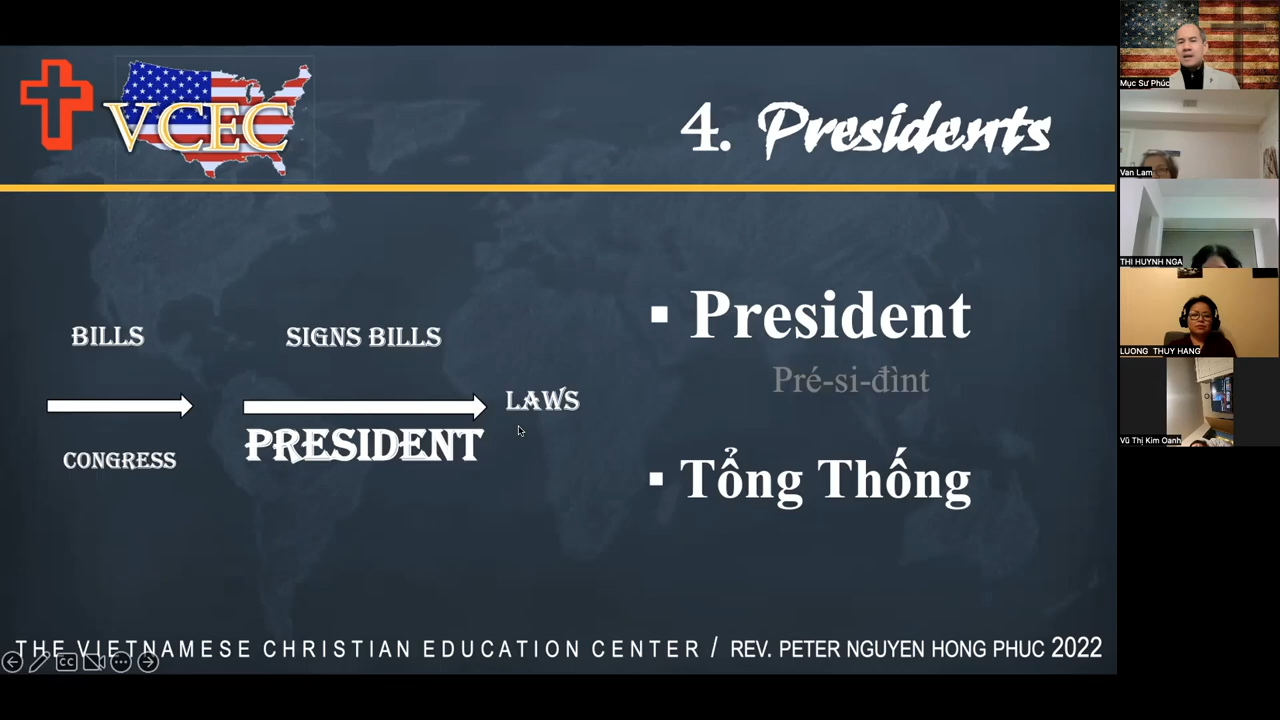 VCEC
4. Presidents
BILLS
SIGNS BILLS
LAWS
CONGRESS
PRESIDENT
▪ President
Pré-si-đìnt
▪ Tổng Thống
THE VIETNAMESE CHRISTIAN EDUCATION CENTER / REV. PETER NGUYEN HONG PHUC 2022
CC
Mục Sư Phúc
Van Lam
THI HUYNH NGA
LUONG THUY HANG
Vũ Thị Kim Oanh